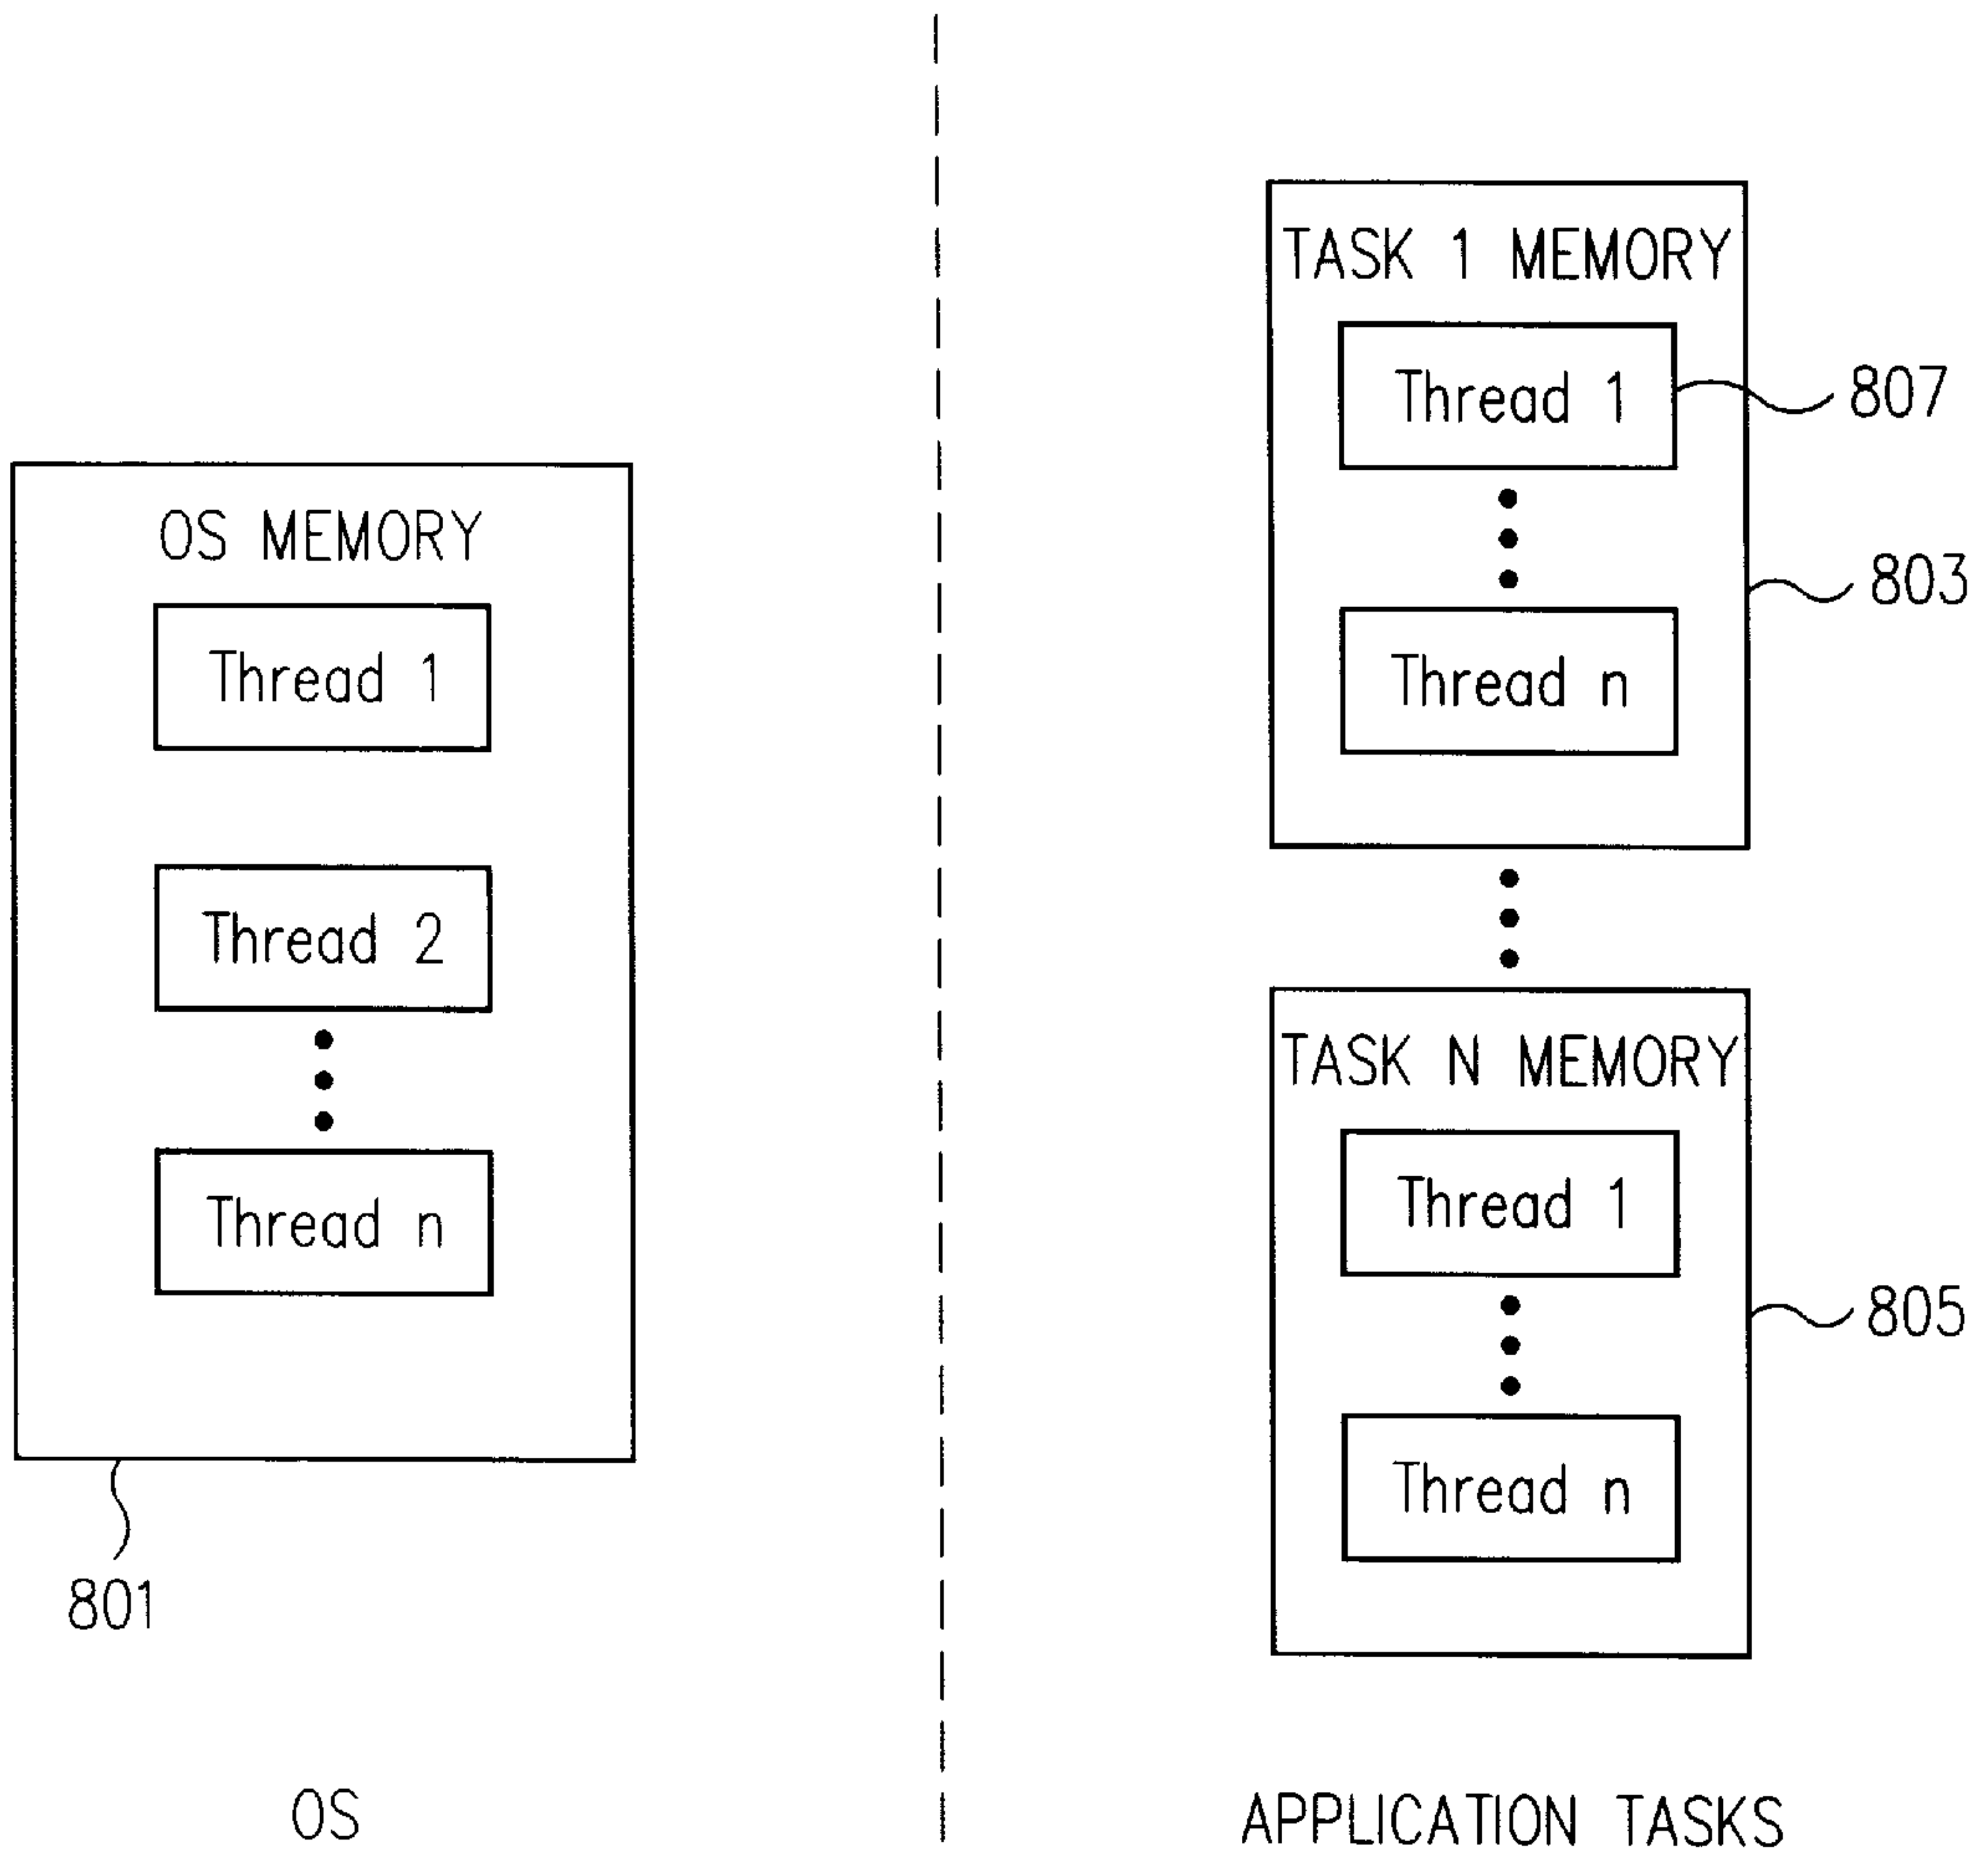 OS MEMORY
Thread 1
Thread 2
Thread n
801
OS
TASK 1 MEMORY
Thread 1
807
803
Thread n
TASK N MEMORY
Thread 1
805
Thread n
APPLICATION TASKS